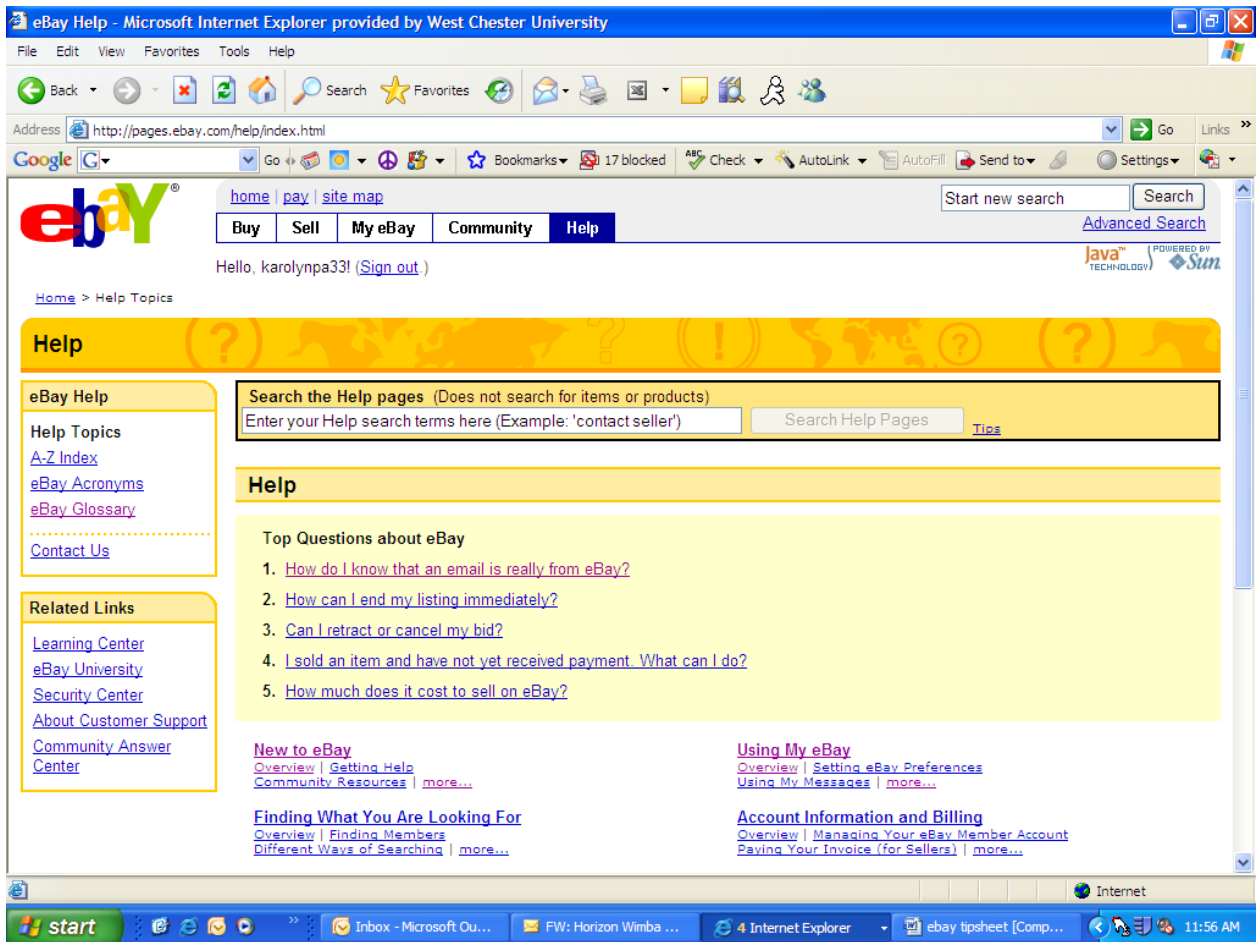 eBay Help - Microsoft Internet Explorer provided by West Chester University
File Edit View Favorites Tools Help
Back Search Favorites
Address http://pages.ebay.com/help/index.html Go Links »
Google G Go Bookmarks 17 blocked ABC Check AutoLink AutoFill Send to Settings
ebaY®
home | pay | site map
Start new search Search
Buy Sell My eBay Community Help
Advanced Search
Hello, karolynpa33! (Sign out.)
Java™ TECHNOLOGY POWERED BY Sun
Home > Help Topics
Help
eBay Help
Help Topics
A-Z Index
eBay Acronyms
eBay Glossary
Contact Us
Related Links
Learning Center
eBay University
Security Center
About Customer Support
Community Answer
Center
Search the Help pages (Does not search for items or products)
Enter your Help search terms here (Example: 'contact seller') Search Help Pages Tips
Help
Top Questions about eBay
1. How do I know that an email is really from eBay?
2. How can I end my listing immediately?
3. Can I retract or cancel my bid?
4. I sold an item and have not yet received payment. What can I do?
5. How much does it cost to sell on eBay?
New to eBay
Overview | Getting Help
Community Resources | more...
Using My eBay
Overview | Setting eBay Preferences
Using My Messages | more...
Finding What You Are Looking For
Overview | Finding Members
Different Ways of Searching | more...
Account Information and Billing
Overview | Managing Your eBay Member Account
Paying Your Invoice (for Sellers) | more...
Internet
start » Inbox - Microsoft Ou... FW: Horizon Wimba ... 4 Internet Explorer ebay tipsheet [Comp... 11:56 AM